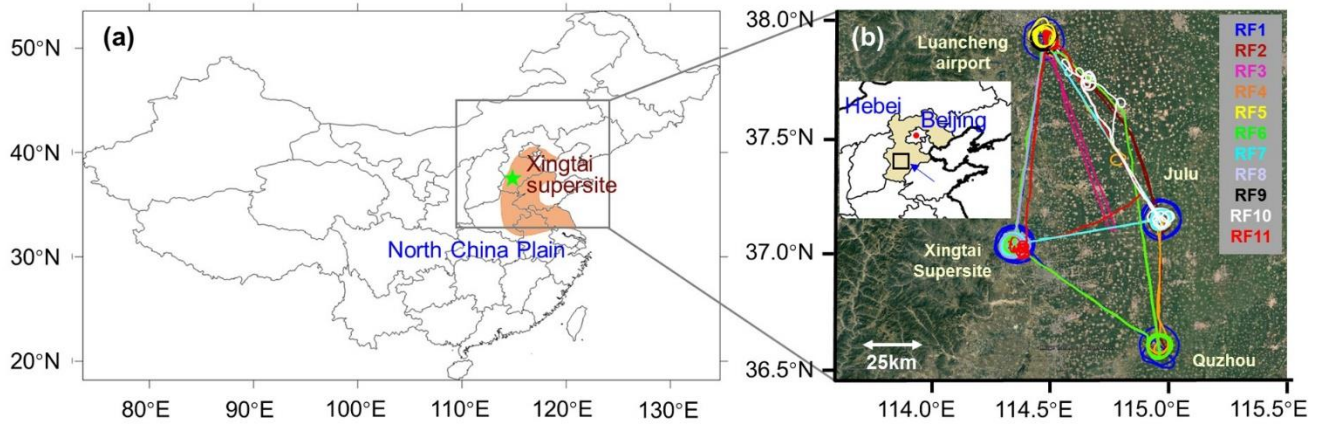 (a)
50°N
40°N
30°N
20°N
80°E
90°E
100°E
110°E
120°E
130°E
Xingtai
supersite
North China Plain
(b)
38.0°N
37.5°N
37.0°N
36.5°N
114.0°E
114.5°E
115.0°E
115.5°E
Luancheng
airport
Hebei
Beijing
Julu
Xingtai
Supersite
Quzhou
25km
RF1
RF2
RF3
RF4
RF5
RF6
RF7
RF8
RF9
RF10
RF11